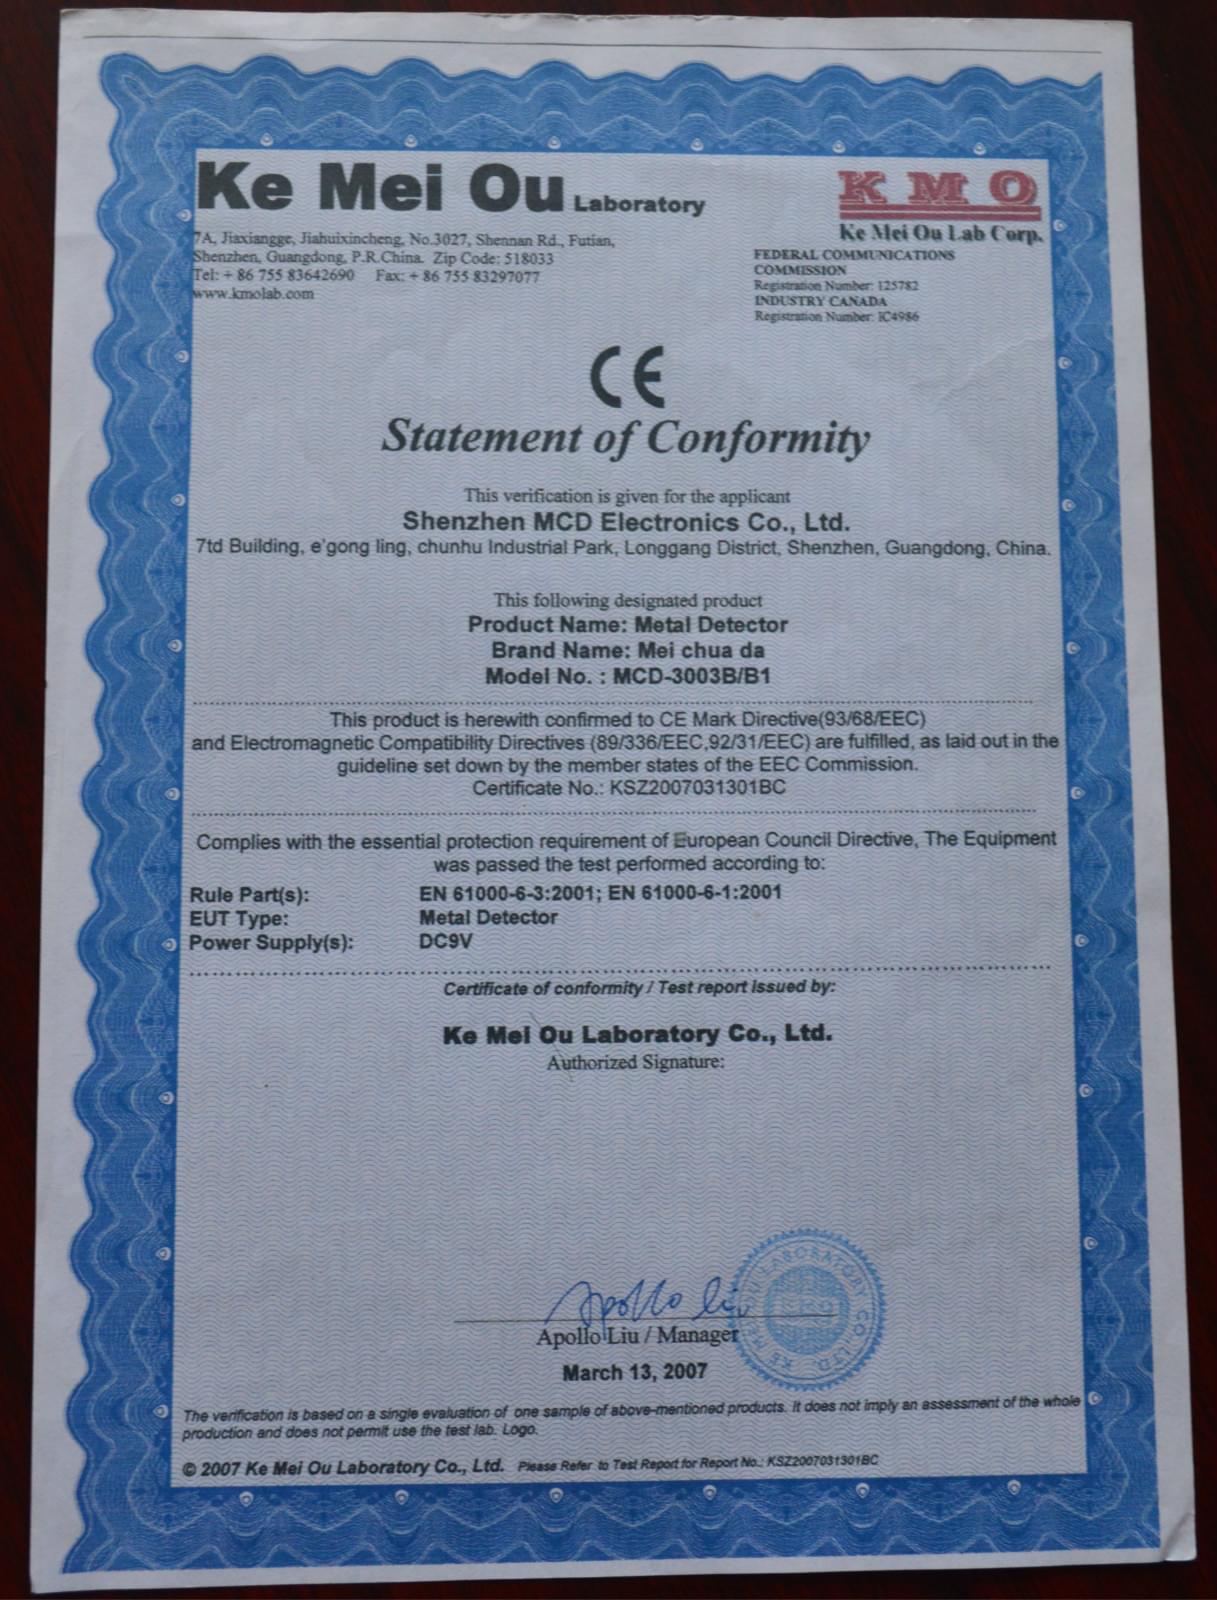 Ke Mei Ou Laboratory
7A, Jiaxiangge, Jiahuixincheng, No.3027, Shennan Rd., Futian,
Shenzhen, Guangdong, P.R.China. Zip Code: 518033
Tel: + 86 755 83642690 Fax: + 86 755 83297077
www.kmolab.com
KMO
Ke Mei Ou Lab Corp.
FEDERAL COMMUNICATIONS
COMMISSION
Registration Number: 125782
INDUSTRY CANADA
Registration Number: IC4986
CE
Statement of Conformity
This verification is given for the applicant
Shenzhen MCD Electronics Co., Ltd.
7td Building, e'gong ling, chunhu Industrial Park, Longgang District, Shenzhen, Guangdong, China.
This following designated product
Product Name: Metal Detector
Brand Name: Mei chua da
Model No. : MCD-3003B/B1
This product is herewith confirmed to CE Mark Directive(93/68/EEC)
and Electromagnetic Compatibility Directives (89/336/EEC,92/31/EEC) are fulfilled, as laid out in the
guideline set down by the member states of the EEC Commission.
Certificate No.: KSZ2007031301BC
Complies with the essential protection requirement of European Council Directive, The Equipment
was passed the test performed according to:
Rule Part(s): EN 61000-6-3:2001; EN 61000-6-1:2001
EUT Type: Metal Detector
Power Supply(s): DC9V
Certificate of conformity / Test report issued by:
Ke Mei Ou Laboratory Co., Ltd.
Authorized Signature:
Apollo Liu
KE MEI OU LABORATORY CO., LTD.
KMO
Apollo Liu / Manager
March 13, 2007
The verification is based on a single evaluation of one sample of above-mentioned products. It does not imply an assessment of the whole
production and does not permit use the test lab. Logo.
© 2007 Ke Mei Ou Laboratory Co., Ltd. Please Refer to Test Report for Report No.: KSZ2007031301BC